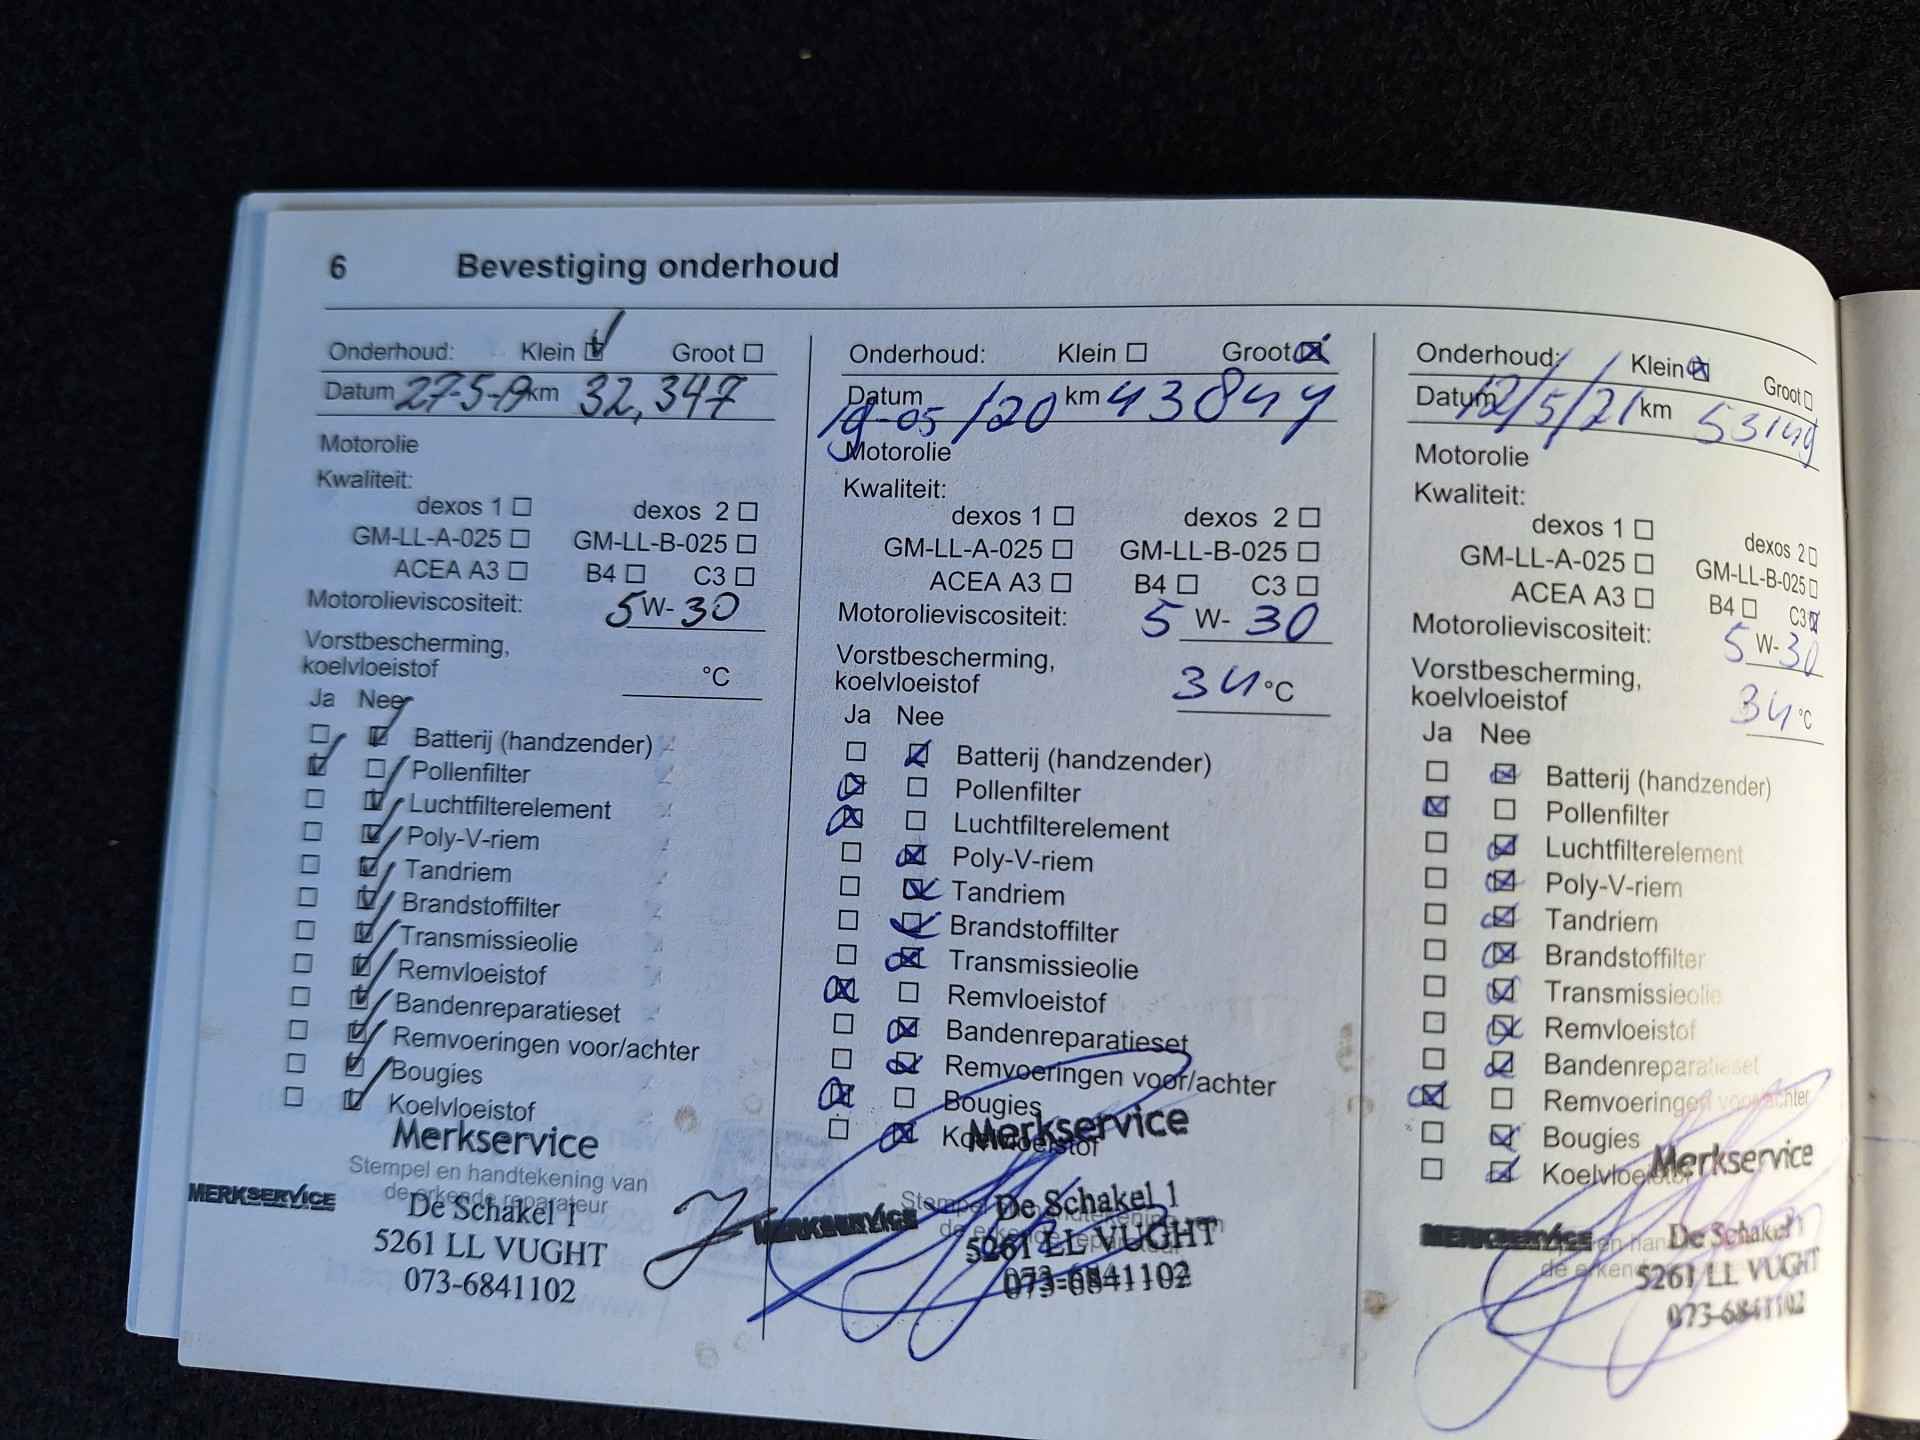 6 Bevestiging onderhoud
Onderhoud: Klein Groot
Datum 27-5-19 km 32,347
Motorolie
Kwaliteit:
dexos 1 dexos 2
GM-LL-A-025 GM-LL-B-025
ACEA A3 B4 C3
Motorolieviscositeit: 5 W- 30
Vorstbescherming,
koelvloeistof °C
Ja Nee
Batterij (handzender)
Pollenfilter
Luchtfilterelement
Poly-V-riem
Tandriem
Brandstoffilter
Transmissieolie
Remvloeistof
Bandenreparatieset
Remvoeringen voor/achter
Bougies
Koelvloeistof
Merkservice
Stempel en handtekening van
de erkende reparateur
MERKSERVICE
De Schakel 1
5261 LL VUGHT
073-6841102
Onderhoud: Klein Groot
Datum 19-05/20 km 43844
Motorolie
Kwaliteit:
dexos 1 dexos 2
GM-LL-A-025 GM-LL-B-025
ACEA A3 B4 C3
Motorolieviscositeit: 5 W- 30
Vorstbescherming,
koelvloeistof 34 °C
Ja Nee
Batterij (handzender)
Pollenfilter
Luchtfilterelement
Poly-V-riem
Tandriem
Brandstoffilter
Transmissieolie
Remvloeistof
Bandenreparatieset
Remvoeringen voor/achter
Bougies
Koelvloeistof
Merkservice
MERKSERVICE
De Schakel 1
5261 LL VUGHT
073-6841102
Onderhoud: Klein Groot
Datum 12/5/21 km 53144
Motorolie
Kwaliteit:
dexos 1 dexos 2
GM-LL-A-025 GM-LL-B-025
ACEA A3 B4 C3
Motorolieviscositeit: 5 W- 30
Vorstbescherming,
koelvloeistof 34 °C
Ja Nee
Batterij (handzender)
Pollenfilter
Luchtfilterelement
Poly-V-riem
Tandriem
Brandstoffilter
Transmissieolie
Remvloeistof
Bandenreparatieset
Remvoeringen voor/achter
Bougies
Koelvloeistof
Merkservice
MERKSERVICE
De Schakel 1
5261 LL VUGHT
073-6841102